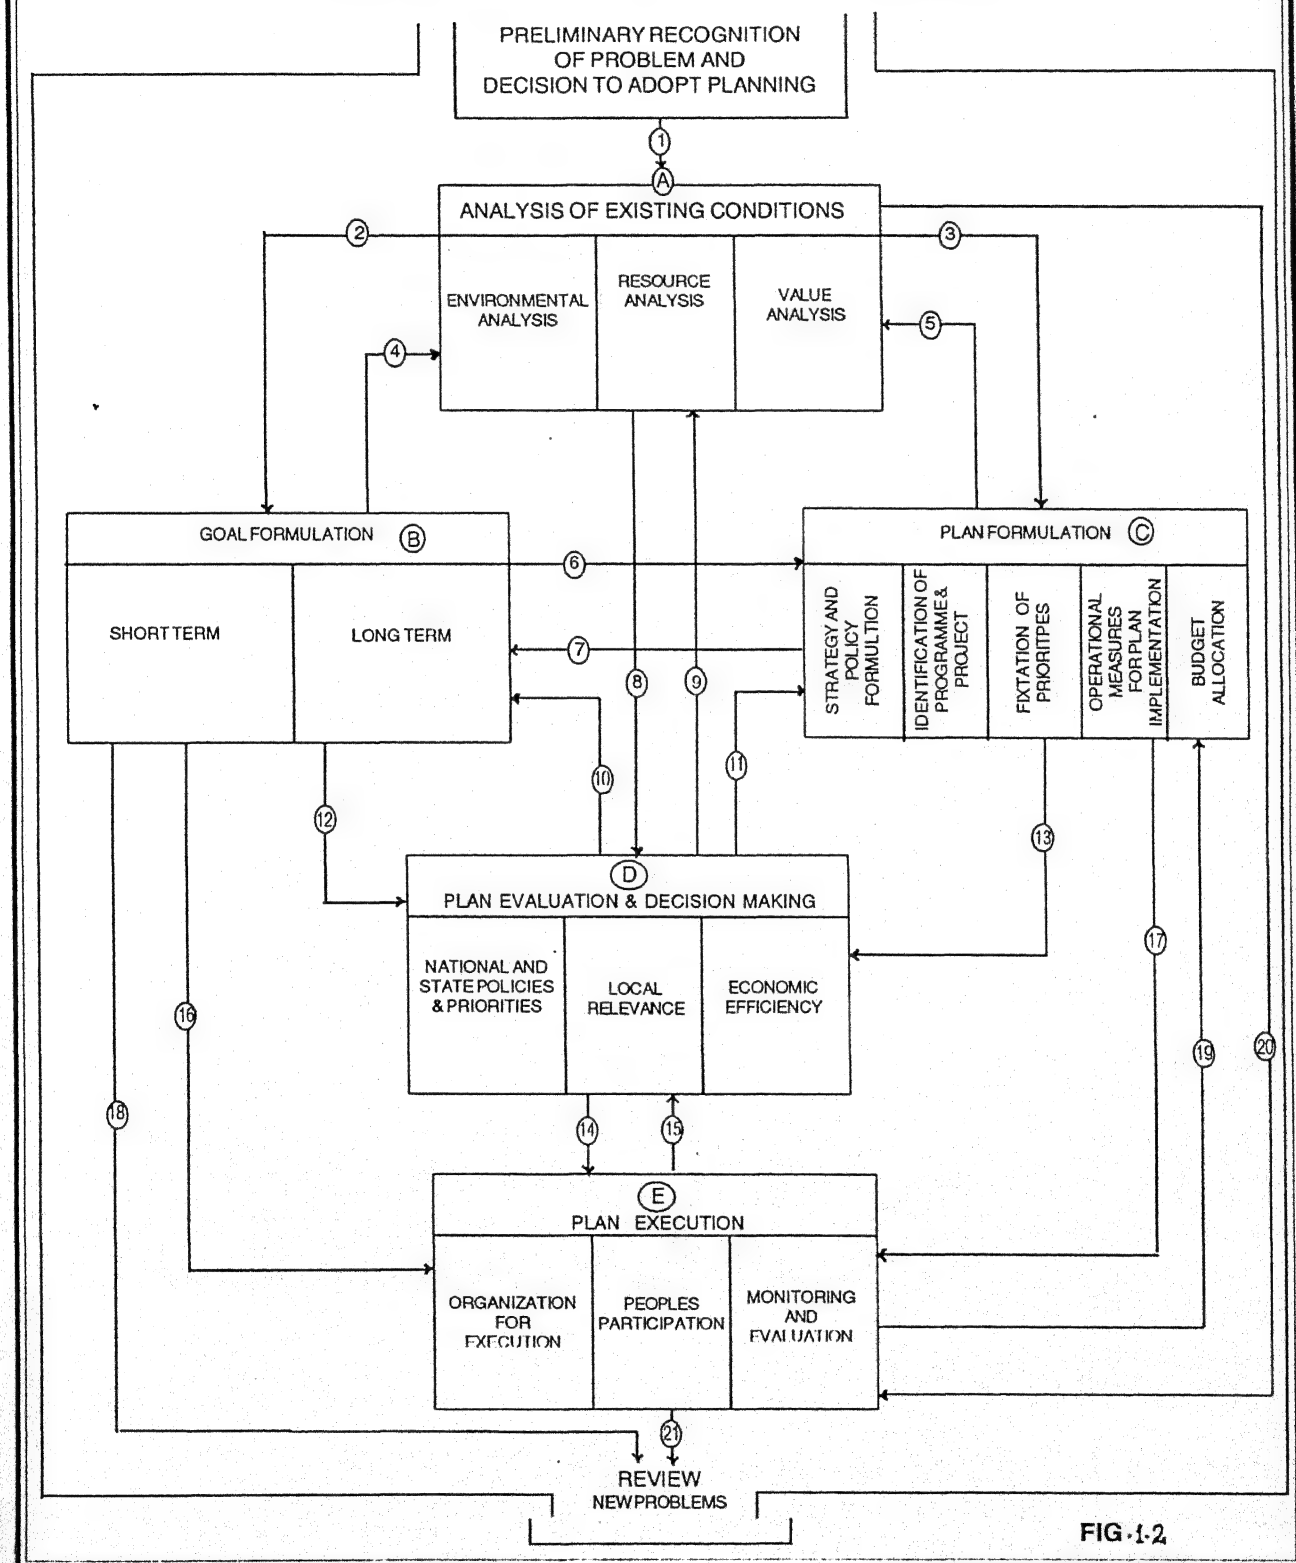 PRELIMINARY RECOGNITION
OF PROBLEM AND
DECISION TO ADOPT PLANNING
1
A
ANALYSIS OF EXISTING CONDITIONS
2
3
ENVIRONMENTAL
ANALYSIS
RESOURCE
ANALYSIS
VALUE
ANALYSIS
4
5
GOAL FORMULATION B
SHORT TERM
LONG TERM
6
7
8
9
PLAN FORMULATION C
STRATEGY AND
POLICY
FORMULTION
IDENTIFICATION OF
PROGRAMME &
PROJECT
FIXTATION OF
PRIORITPES
OPERATIONAL
MEASURES
FOR PLAN
IMPLEMENTATION
BUDGET
ALLOCATION
10
11
12
13
D
PLAN EVALUATION & DECISION MAKING
NATIONAL AND
STATE POLICIES
& PRIORITIES
LOCAL
RELEVANCE
ECONOMIC
EFFICIENCY
16
17
18
19
20
14
15
E
PLAN EXECUTION
ORGANIZATION
FOR
EXECUTION
PEOPLES
PARTICIPATION
MONITORING
AND
EVALUATION
21
REVIEW
NEW PROBLEMS
FIG·1·2